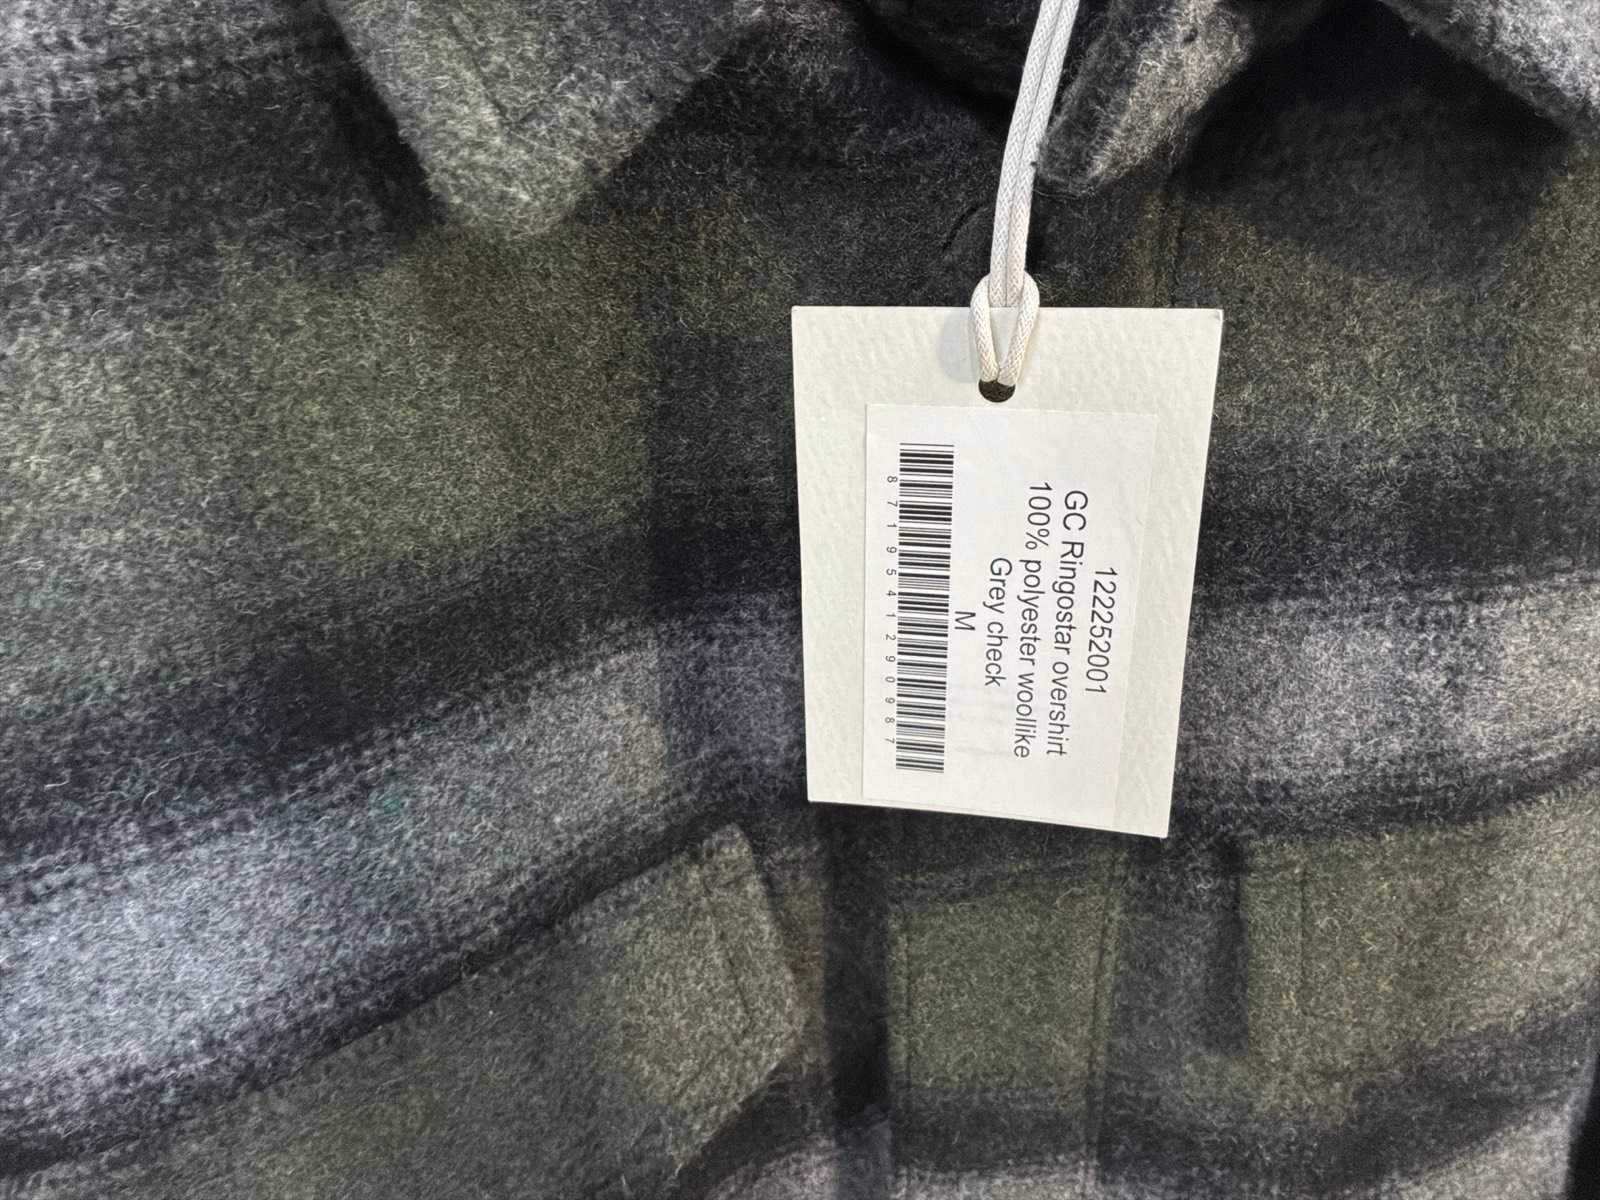 122252001
GC Ringostar overshirt
100% polyester woollike
Grey check
M
8719541290987